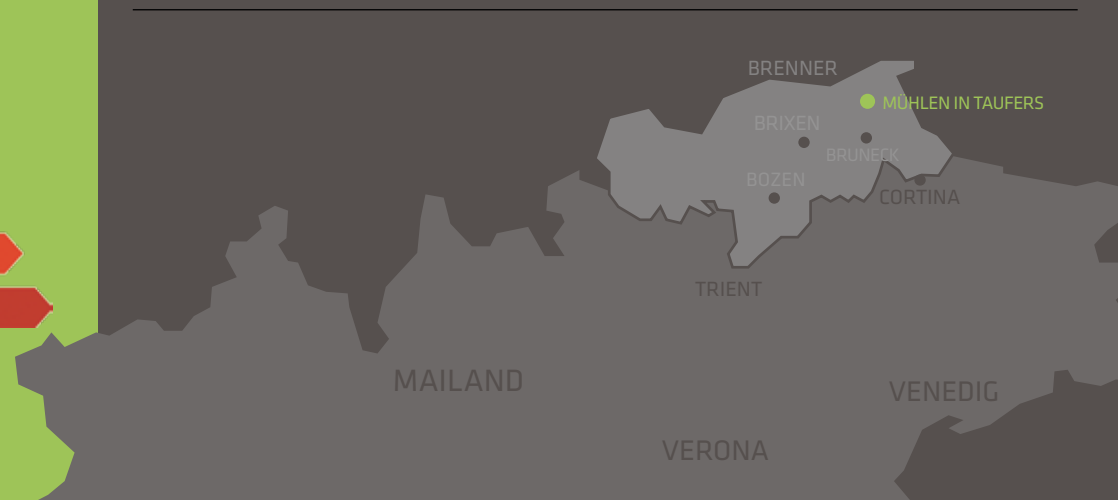 BRENNER
MÜHLEN IN TAUFERS
BRIXEN
BRUNECK
BOZEN
CORTINA
TRIENT
MAILAND
VENEDIG
VERONA